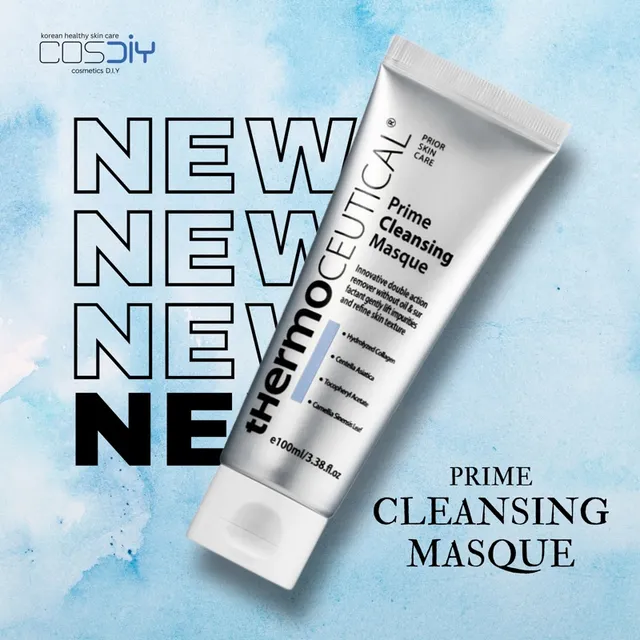 korean healthy skin care
COSDiY
cosmetics D.I.Y
NEW
NEW
NEW
NE
tHermoCEUTICAL®
PRIOR
SKIN
CARE
Prime
Cleansing
Masque
Innovative double action
remover without oil & sur
factant gently lift impurities
and refine skin texture
• Hydrolyzed Collagen
• Centella Asiatica
• Tocopheryl Acetate
• Camellia Sinensis Leaf
e100ml/3.38.fl.oz
PRIME
CLEANSING
MASQUE